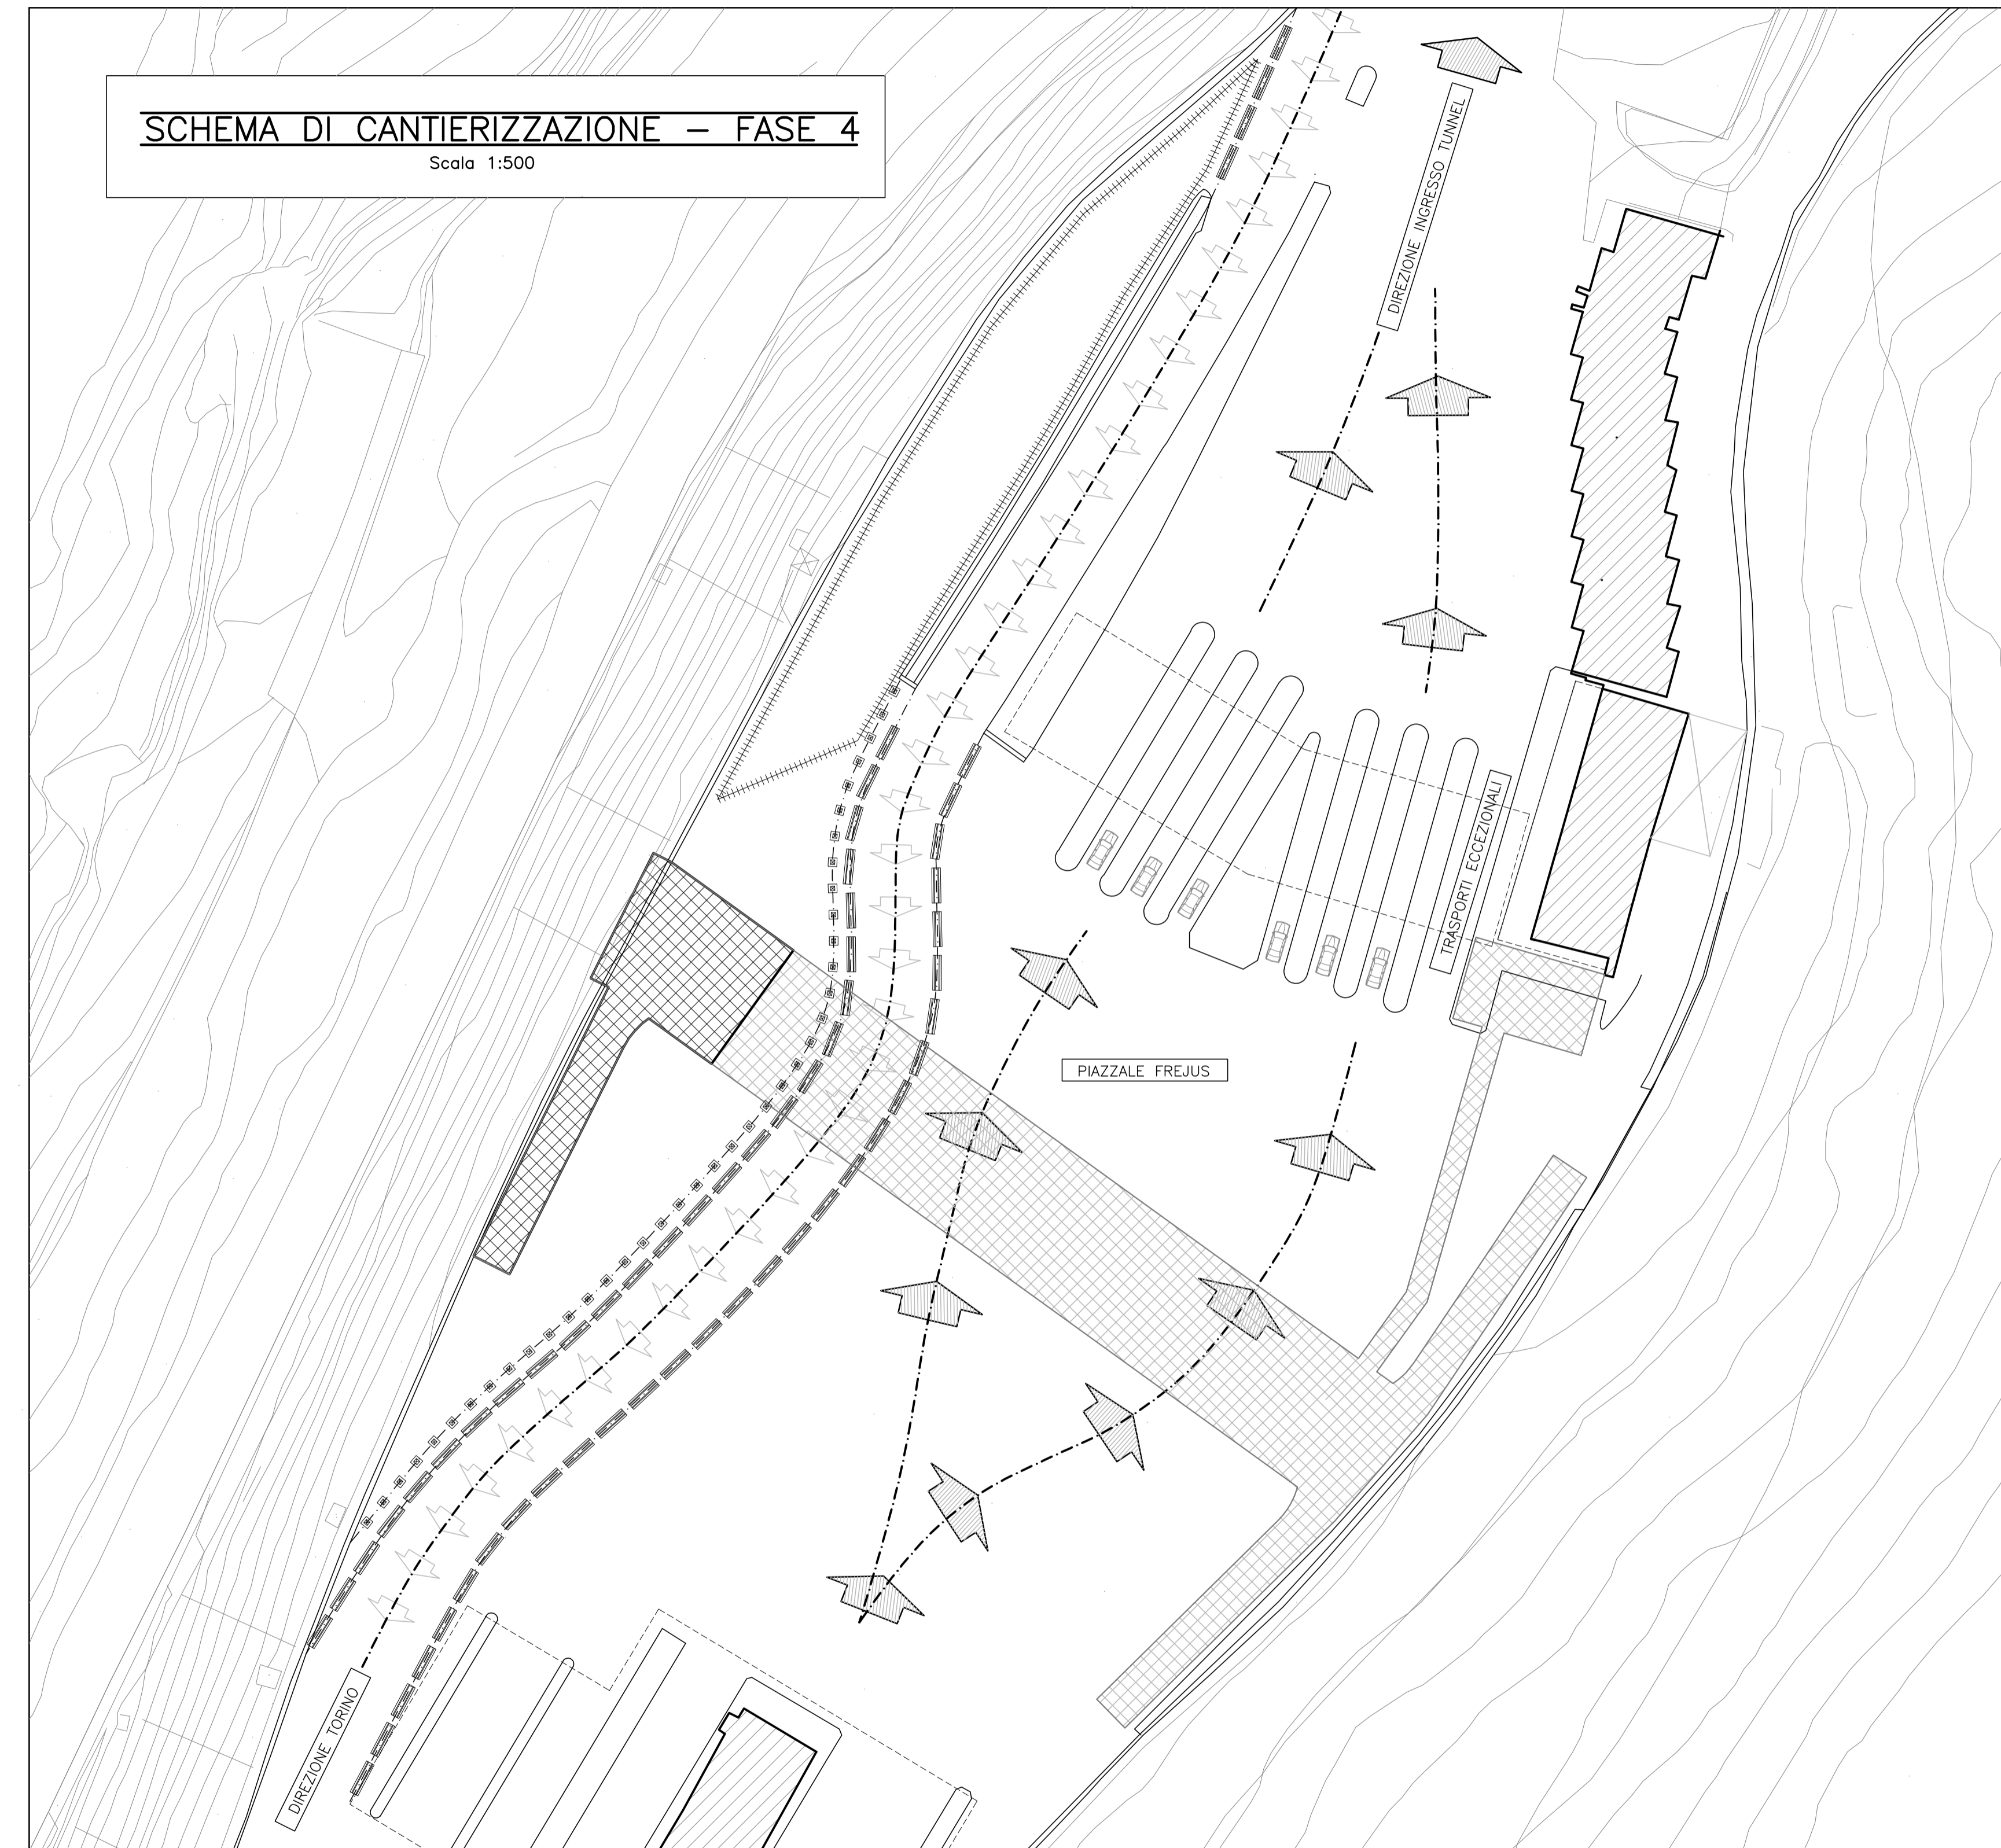 SCHEMA DI CANTIERIZZAZIONE – FASE 4
Scala 1:500
DIREZIONE INGRESSO TUNNEL
TRASPORTI ECCEZIONALI
PIAZZALE FREJUS
DIREZIONE TORINO